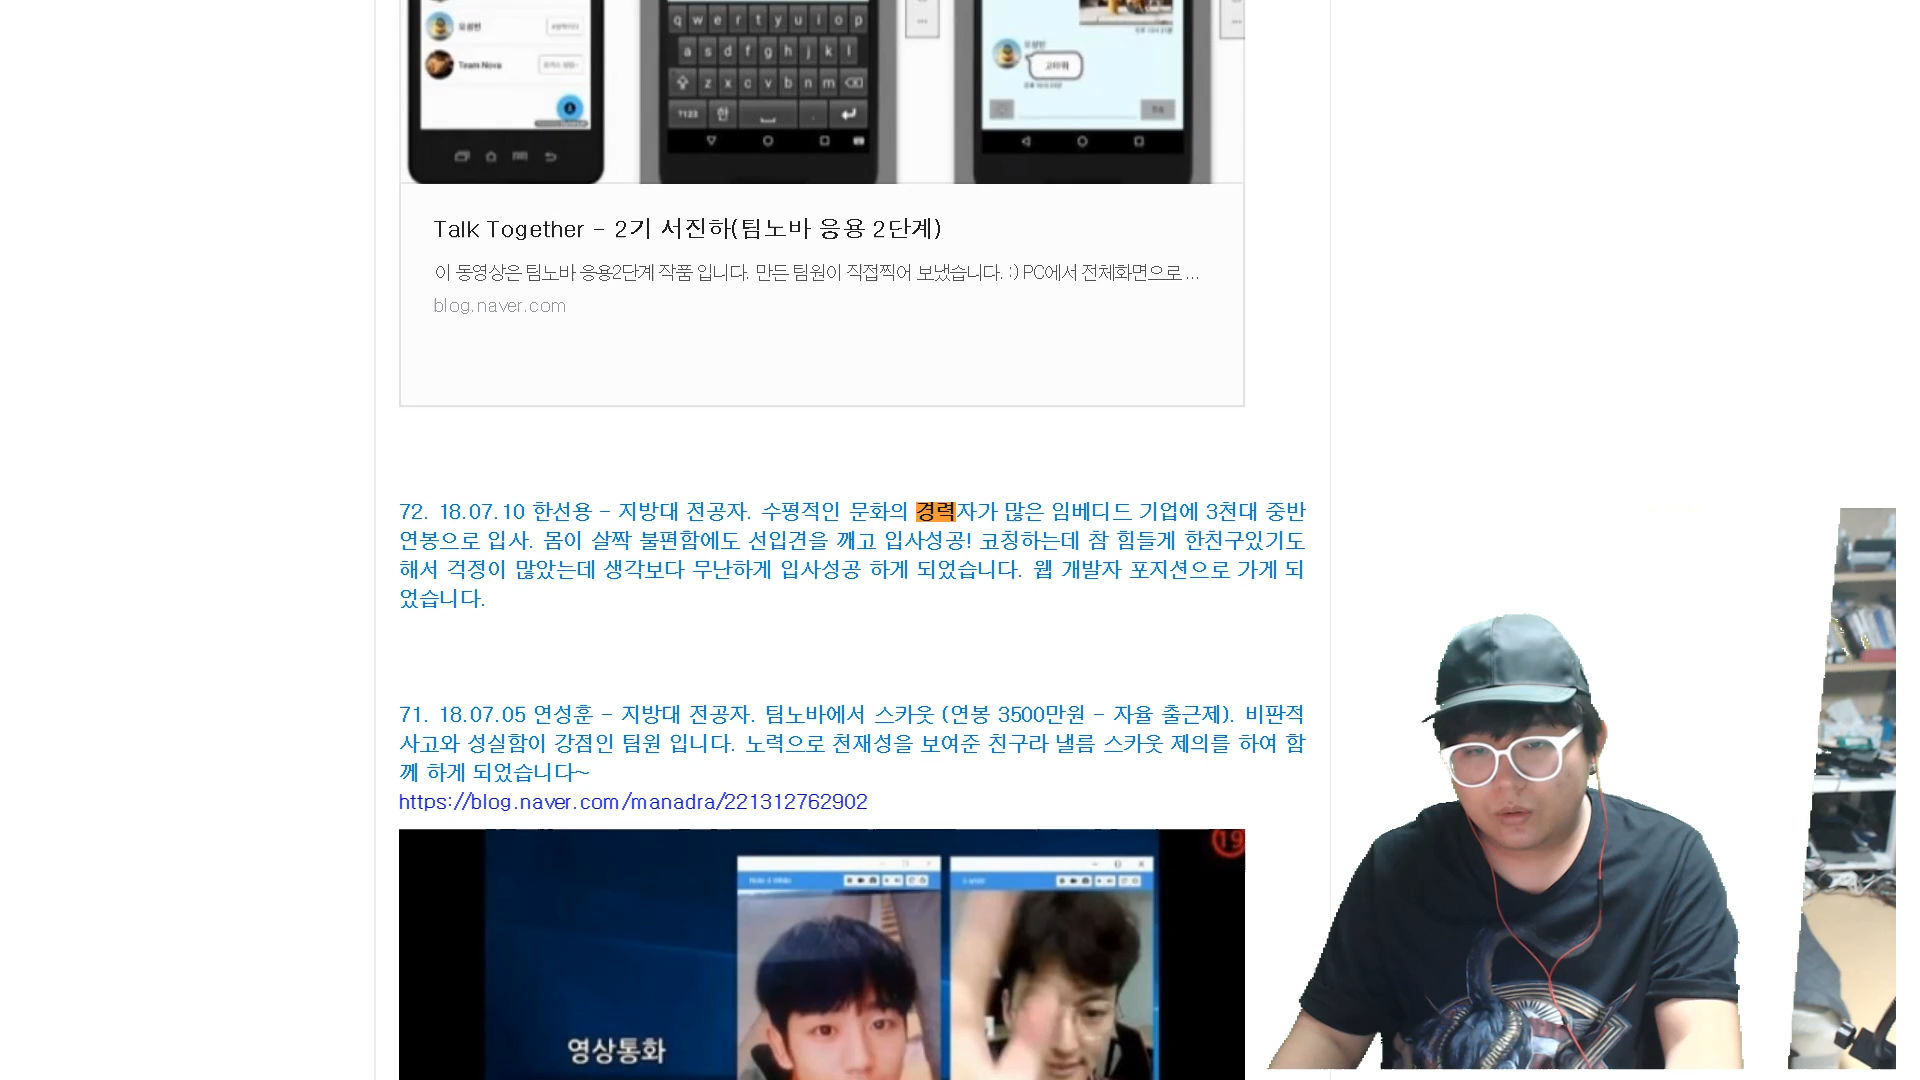 Team Nova
q w e r t y u i o p
a s d f g h j k l
z x c v b n m
?123 한 .
고마워
Talk Together - 2기 서진하(팀노바 응용 2단계)
이 동영상은 팀노바 응용2단계 작품 입니다. 만든 팀원이 직접찍어 보냈습니다. :) PC에서 전체화면으로 ...
blog.naver.com
72. 18.07.10 한선용 - 지방대 전공자. 수평적인 문화의 경력자가 많은 임베디드 기업에 3천대 중반
연봉으로 입사. 몸이 살짝 불편함에도 선입견을 깨고 입사성공! 코칭하는데 참 힘들게 한친구있기도
해서 걱정이 많았는데 생각보다 무난하게 입사성공 하게 되었습니다. 웹 개발자 포지션으로 가게 되
었습니다.
71. 18.07.05 연성훈 - 지방대 전공자. 팀노바에서 스카웃 (연봉 3500만원 - 자율 출근제). 비판적
사고와 성실함이 강점인 팀원 입니다. 노력으로 천재성을 보여준 친구라 낼름 스카웃 제의를 하여 함
께 하게 되었습니다~
https://blog.naver.com/manadra/221312762902
19
영상통화